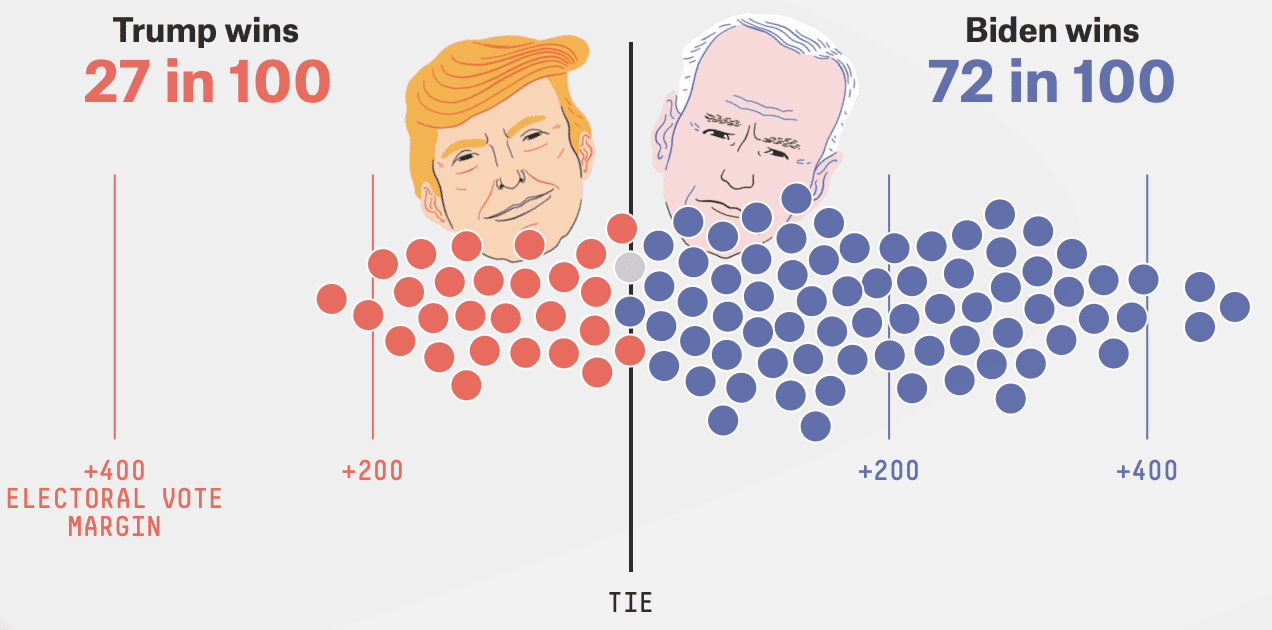 Trump wins
27 in 100
Biden wins
72 in 100
+400
ELECTORAL VOTE
MARGIN
+200
+200
+400
TIE